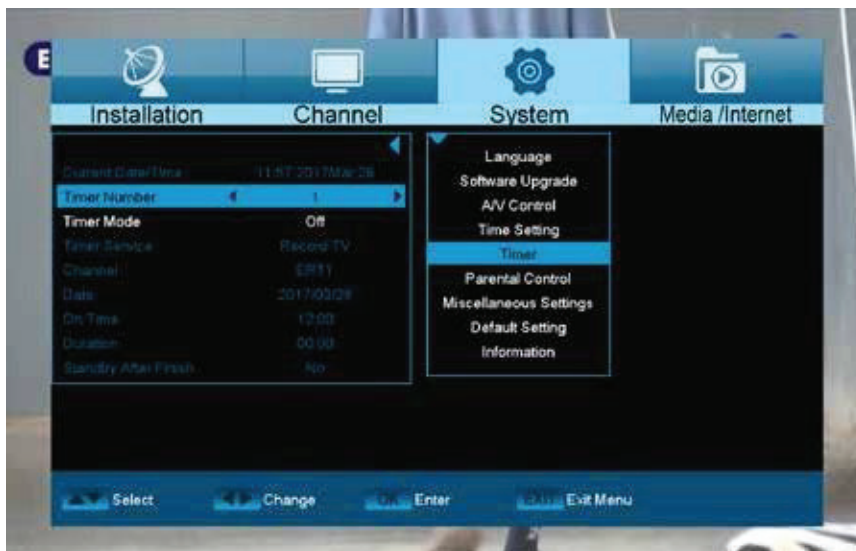 E
Installation Channel System Media /Internet
Current Date/Time 11:57 2017/Mar 28
Timer Number 1
Timer Mode Off
Timer Service Record TV
Channel ERT1
Date 2017/03/28
On Time 12:00
Duration 00:00
Standby After Finish No
Language
Software Upgrade
A/V Control
Time Setting
Timer
Parental Control
Miscellaneous Settings
Default Setting
Information
Select Change OK Enter EXIT Exit Menu